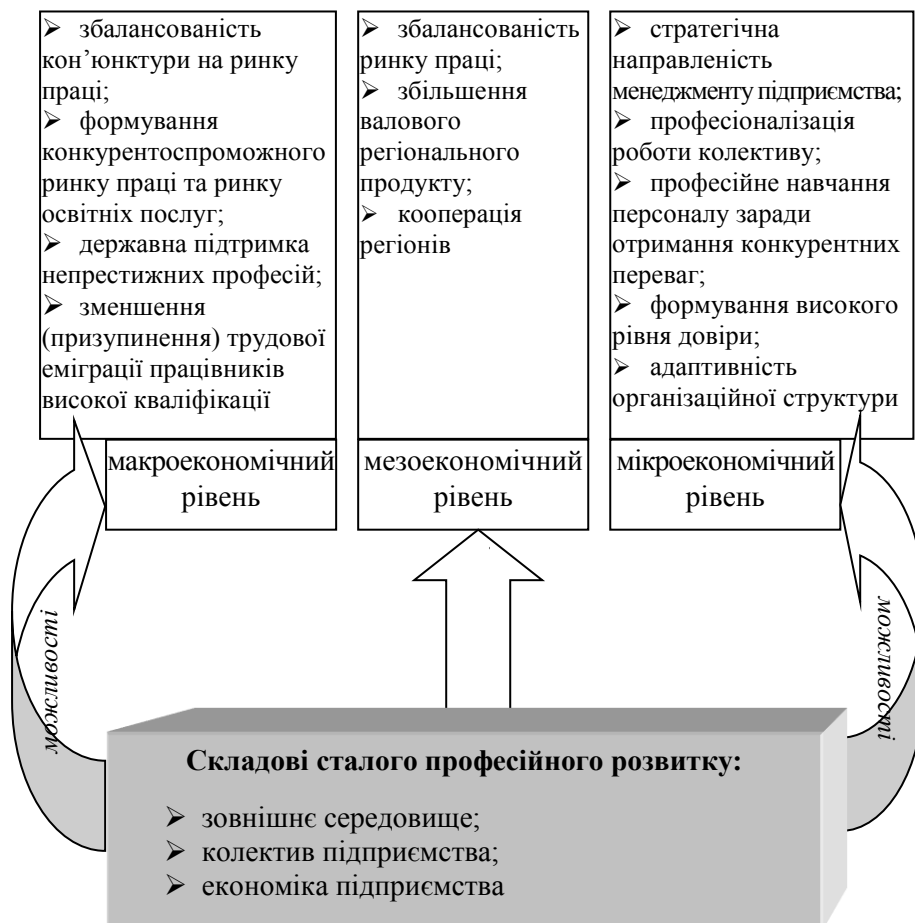 ➢ збалансованість
кон’юнктури на ринку
праці;
➢ формування
конкурентоспроможного
ринку праці та ринку
освітніх послуг;
➢ державна підтримка
непрестижних професій;
➢ зменшення
(призупинення) трудової
еміграції працівників
високої кваліфікації
макроекономічний
рівень
➢ збалансованість
ринку праці;
➢ збільшення
валового
регіонального
продукту;
➢ кооперація
регіонів
мезоекономічний
рівень
➢ стратегічна
направленість
менеджменту підприємства;
➢ професіоналізація
роботи колективу;
➢ професійне навчання
персоналу заради
отримання конкурентних
переваг;
➢ формування високого
рівня довіри;
➢ адаптивність
організаційної структури
мікроекономічний
рівень
можливості
можливості
Складові сталого професійного розвитку:
➢ зовнішнє середовище;
➢ колектив підприємства;
➢ економіка підприємства